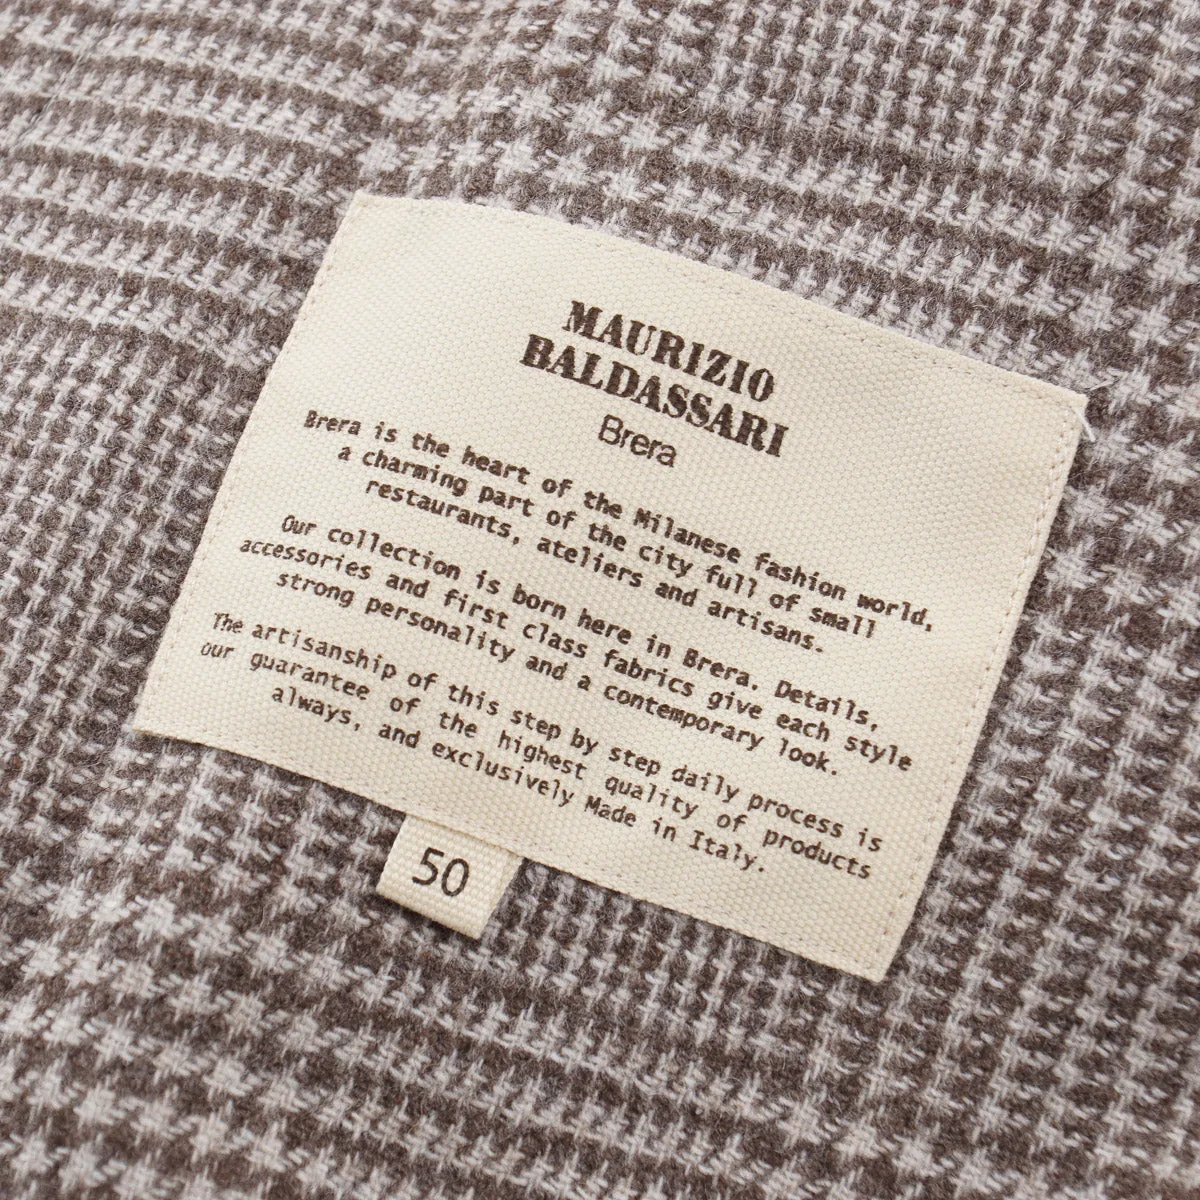 MAURIZIO
BALDASSARI
Brera
Brera is the heart of the Milanese fashion world,
a charming part of the city full of small
restaurants, ateliers and artisans.
Our collection is born here in Brera. Details,
accessories and first class fabrics give each style
strong personality and a contemporary look.
The artisanship of this step by step daily process is
our guarantee of the highest quality of products
always, and exclusively Made in Italy.
50